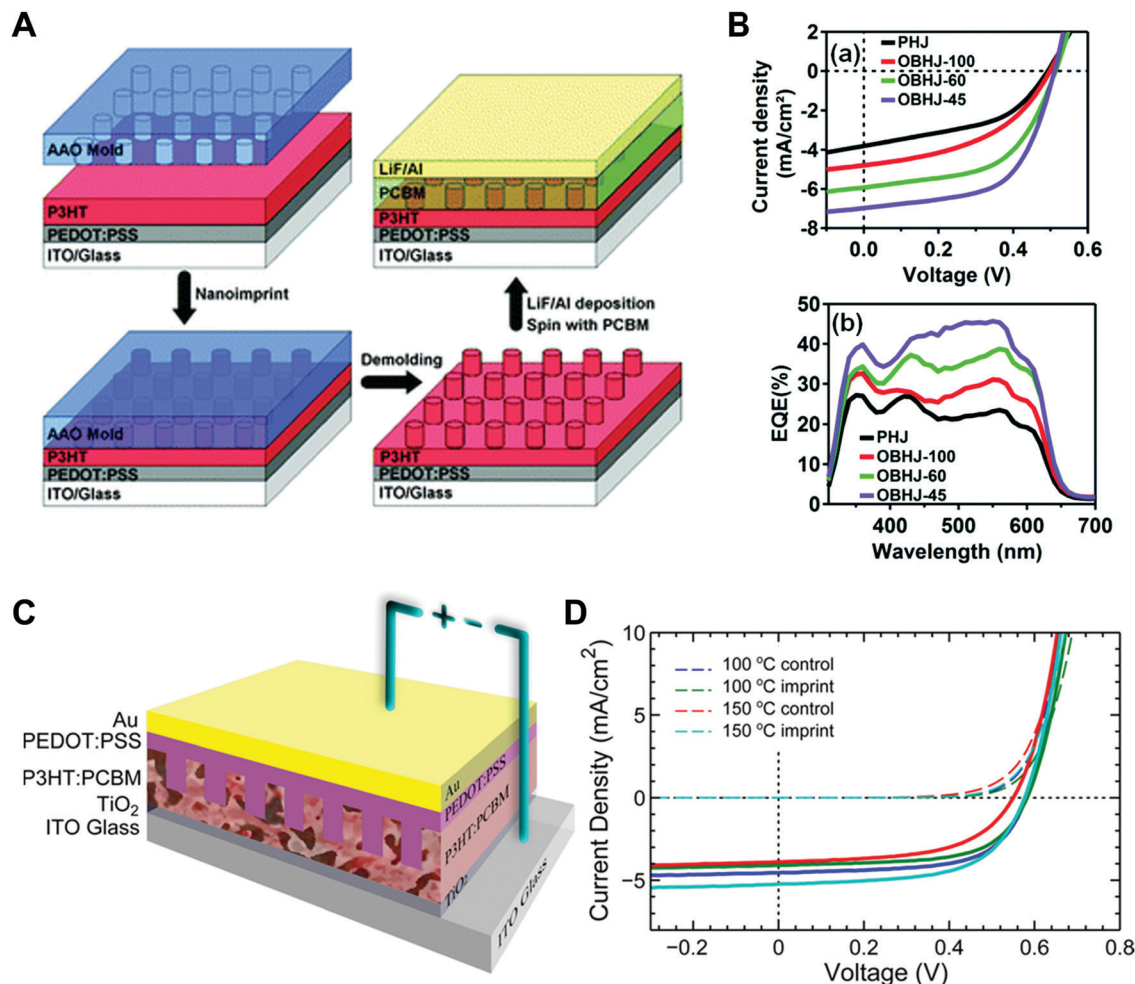 A
AAO Mold
P3HT
PEDOT:PSS
ITO/Glass
Nanoimprint
AAO Mold
P3HT
PEDOT:PSS
ITO/Glass
Demolding
LiF/Al
PCBM
P3HT
PEDOT:PSS
ITO/Glass
LiF/Al deposition
Spin with PCBM
P3HT
PEDOT:PSS
ITO/Glass
B
(a)
PHJ
OBHJ-100
OBHJ-60
OBHJ-45
2
0
-2
-4
-6
-8
Current density
(mA/cm²)
0.0 0.2 0.4 0.6
Voltage (V)
(b)
50
40
30
20
10
0
EQE(%)
PHJ
OBHJ-100
OBHJ-60
OBHJ-45
400 500 600 700
Wavelength (nm)
C
Au
PEDOT:PSS
P3HT:PCBM
TiO₂
ITO Glass
+ -
Au
PEDOT:PSS
P3HT:PCBM
TiO₂
ITO Glass
D
10
5
0
−5
Current Density (mA/cm²)
100 °C control
100 °C imprint
150 °C control
150 °C imprint
−0.2 0 0.2 0.4 0.6 0.8
Voltage (V)